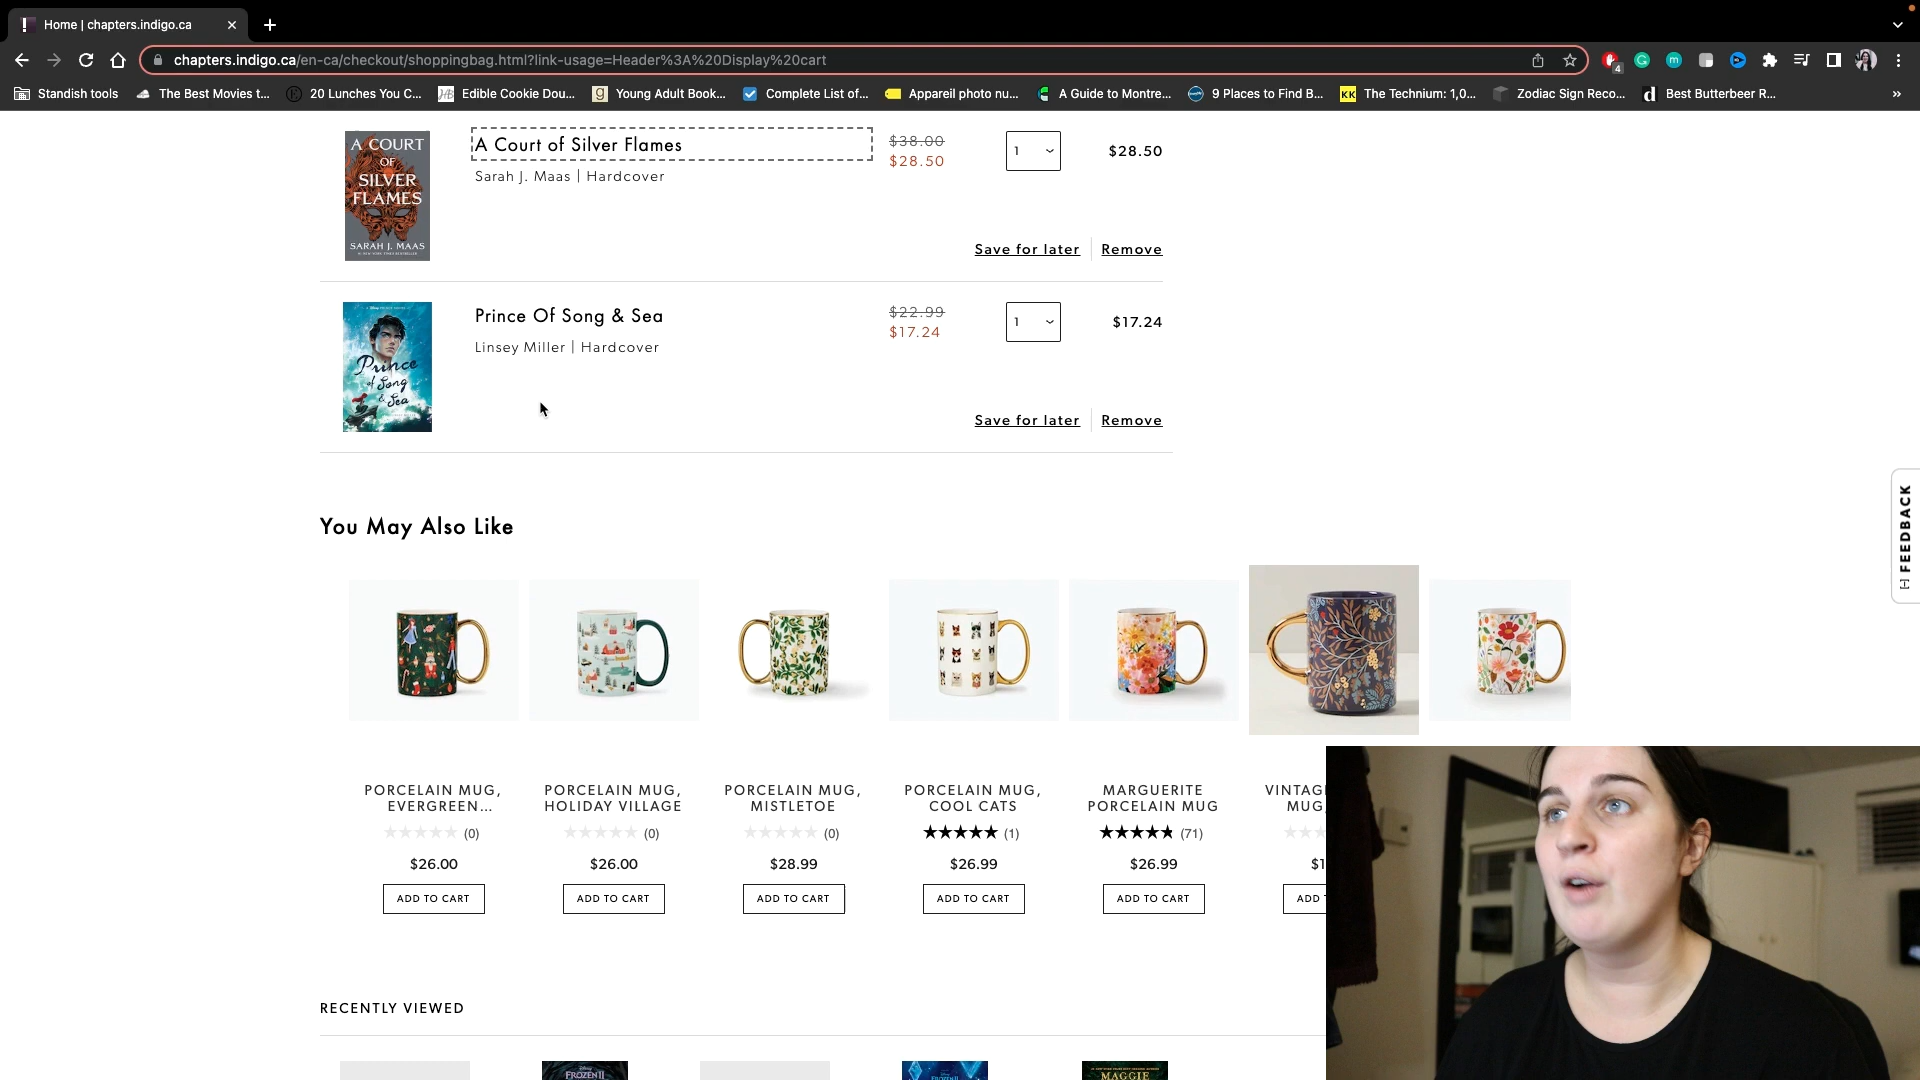 Home | chapters.indigo.ca
chapters.indigo.ca/en-ca/checkout/shoppingbag.html?link-usage=Header%3A%20Display%20cart
4
Standish tools
The Best Movies t...
20 Lunches You C...
Edible Cookie Dou...
Young Adult Book...
Complete List of...
Appareil photo nu...
A Guide to Montre...
9 Places to Find B...
KK
The Technium: 1,0...
Zodiac Sign Reco...
Best Butterbeer R...
A COURT
OF
SILVER
FLAMES
SARAH J. MAAS
A Court of Silver Flames
Sarah J. Maas | Hardcover
$38.00
$28.50
1
$28.50
Save for later
Remove
Prince
of Song
& Sea
Prince Of Song & Sea
Linsey Miller | Hardcover
$22.99
$17.24
1
$17.24
Save for later
Remove
FEEDBACK
You May Also Like
PORCELAIN MUG,
EVERGREEN...
(0)
$26.00
ADD TO CART
PORCELAIN MUG,
HOLIDAY VILLAGE
(0)
$26.00
ADD TO CART
PORCELAIN MUG,
MISTLETOE
(0)
$28.99
ADD TO CART
PORCELAIN MUG,
COOL CATS
(1)
$26.99
ADD TO CART
MARGUERITE
PORCELAIN MUG
(71)
$26.99
ADD TO CART
VINTAG
MUG,
$1
ADD
RECENTLY VIEWED
FROZEN II
MAGGIE